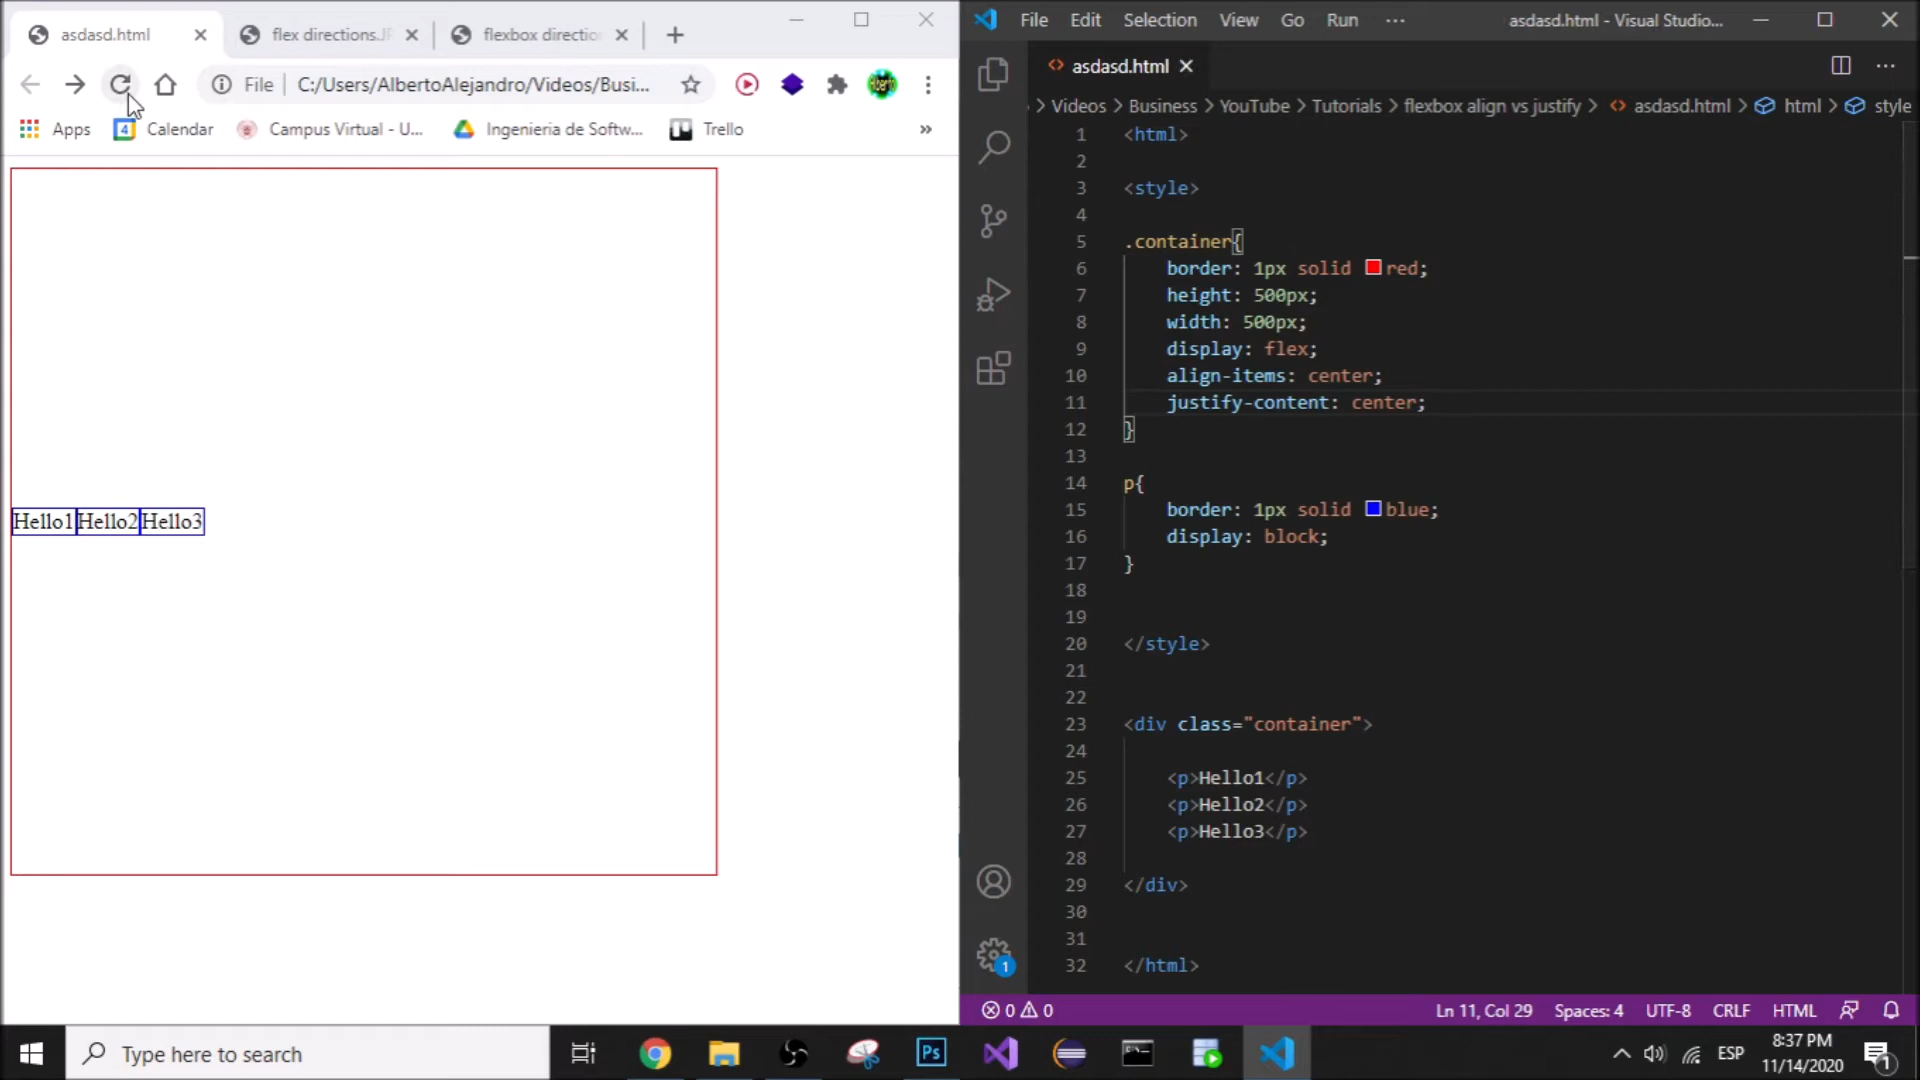 asdasd.html
flex directions.JF
flexbox directio
File
C:/Users/AlbertoAlejandro/Videos/Busi...
Alberto
Apps
4
Calendar
Campus Virtual - U...
Ingenieria de Softw...
Trello
»
Hello1
Hello2
Hello3
File Edit Selection View Go Run ···
asdasd.html - Visual Studio...
asdasd.html
> Videos > Business > YouTube > Tutorials > flexbox align vs justify > asdasd.html > html > style
1 <html>
2
3 <style>
4
5 .container{
6 border: 1px solid red;
7 height: 500px;
8 width: 500px;
9 display: flex;
10 align-items: center;
11 justify-content: center;
12 }
13
14 p{
15 border: 1px solid blue;
16 display: block;
17 }
18
19
20 </style>
21
22
23 <div class="container">
24
25 <p>Hello1</p>
26 <p>Hello2</p>
27 <p>Hello3</p>
28
29 </div>
30
31
32 </html>
1
0 0
Ln 11, Col 29
Spaces: 4
UTF-8
CRLF
HTML
Type here to search
Ps
ESP
8:37 PM
11/14/2020
1